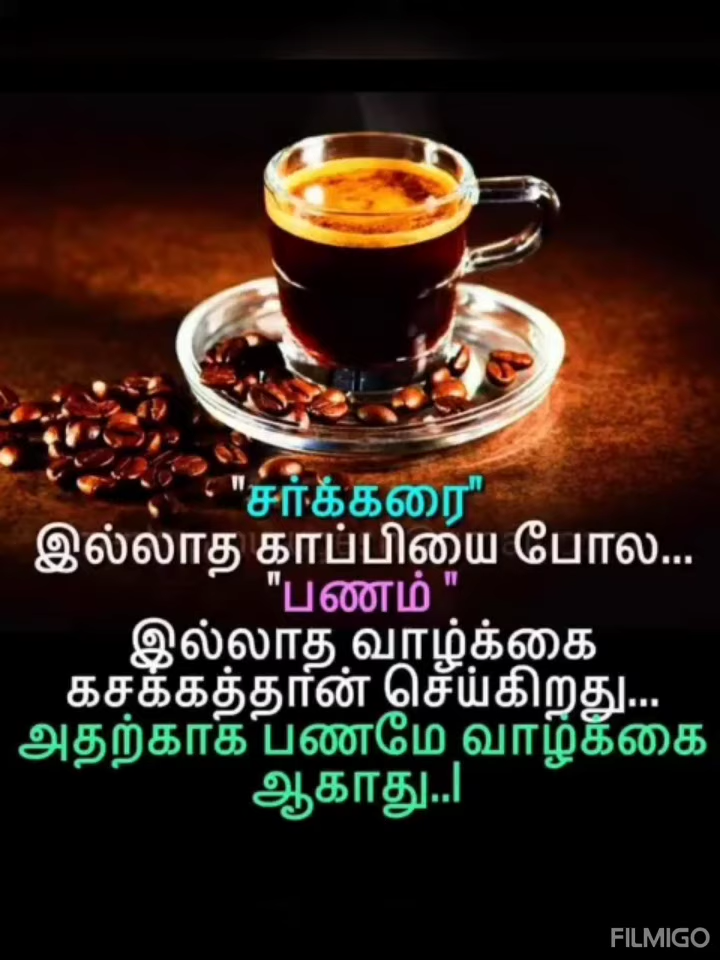 "சர்க்கரை"
இல்லாத காப்பியை போல...
"பணம் "
இல்லாத வாழ்க்கை
கசக்கத்தான் செய்கிறது...
அதற்காக பணமே வாழ்க்கை
ஆகாது..!
FILMIGO